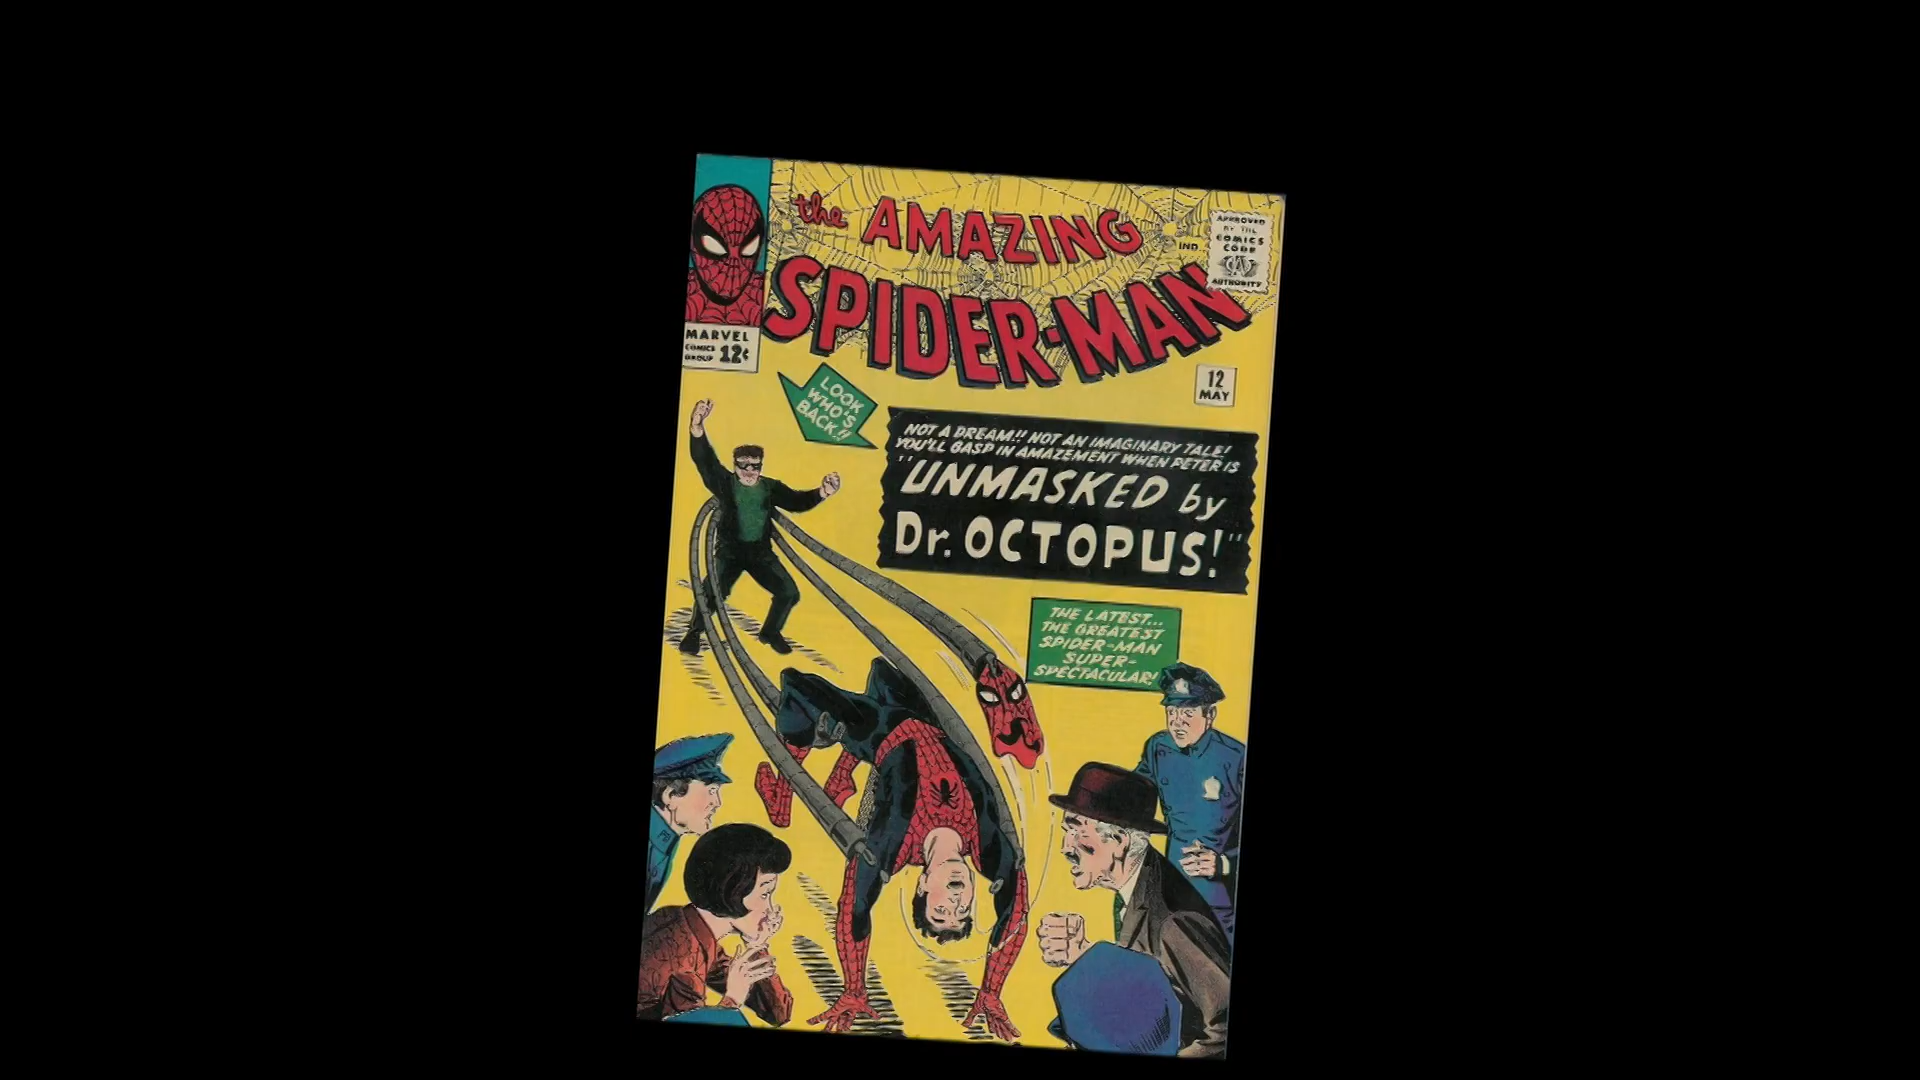 the AMAZING
SPIDER-MAN
IND.
APPROVED
BY THE
COMICS
CODE
AUTHORITY
MARVEL
COMICS
GROUP 12¢
12
MAY
LOOK
WHO'S
BACK!!
NOT A DREAM!! NOT AN IMAGINARY TALE!
YOU'LL GASP IN AMAZEMENT WHEN PETER IS
"UNMASKED by
Dr. OCTOPUS!"
THE LATEST...
THE GREATEST
SPIDER-MAN
SUPER-
SPECTACULAR!